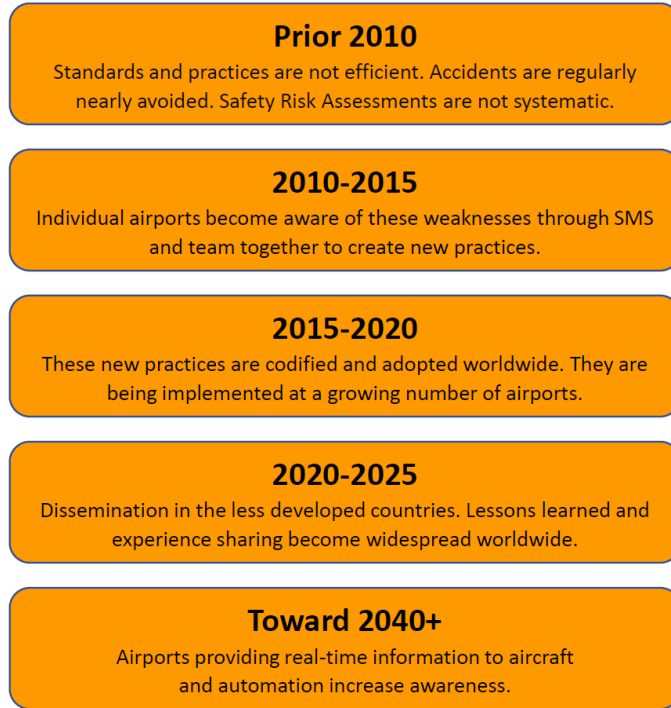 Prior 2010
Standards and practices are not efficient. Accidents are regularly
nearly avoided. Safety Risk Assessments are not systematic.
2010-2015
Individual airports become aware of these weaknesses through SMS
and team together to create new practices.
2015-2020
These new practices are codified and adopted worldwide. They are
being implemented at a growing number of airports.
2020-2025
Dissemination in the less developed countries. Lessons learned and
experience sharing become widespread worldwide.
Toward 2040+
Airports providing real-time information to aircraft
and automation increase awareness.